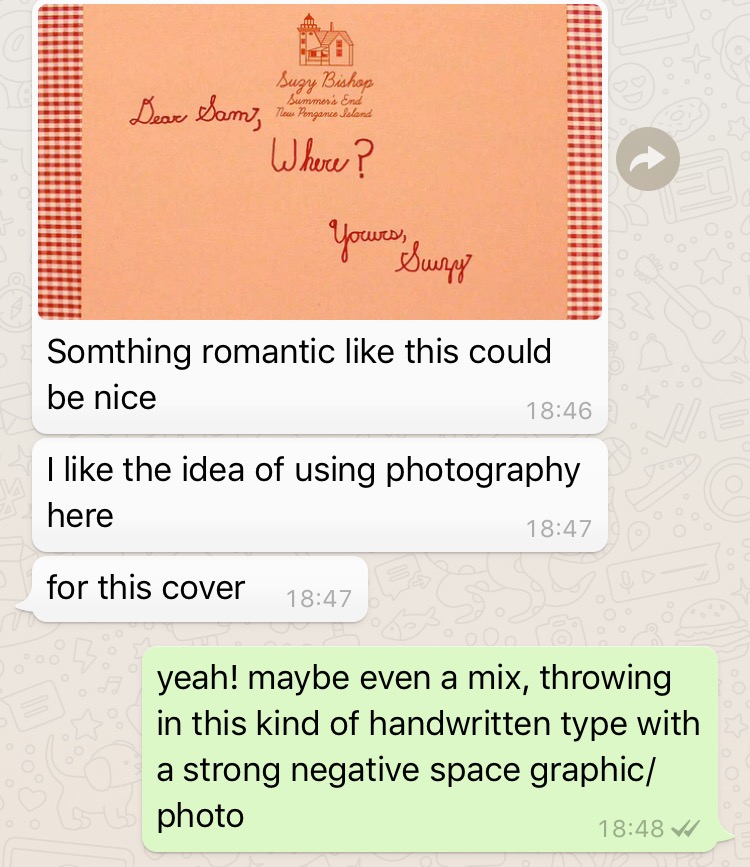 Suzy Bishop
Summer's End
New Penzance Island
Dear Sam,
Where?
Yours,
Suzy
Somthing romantic like this could
be nice
18:46
I like the idea of using photography
here
18:47
for this cover
18:47
yeah! maybe even a mix, throwing
in this kind of handwritten type with
a strong negative space graphic/
photo
18:48